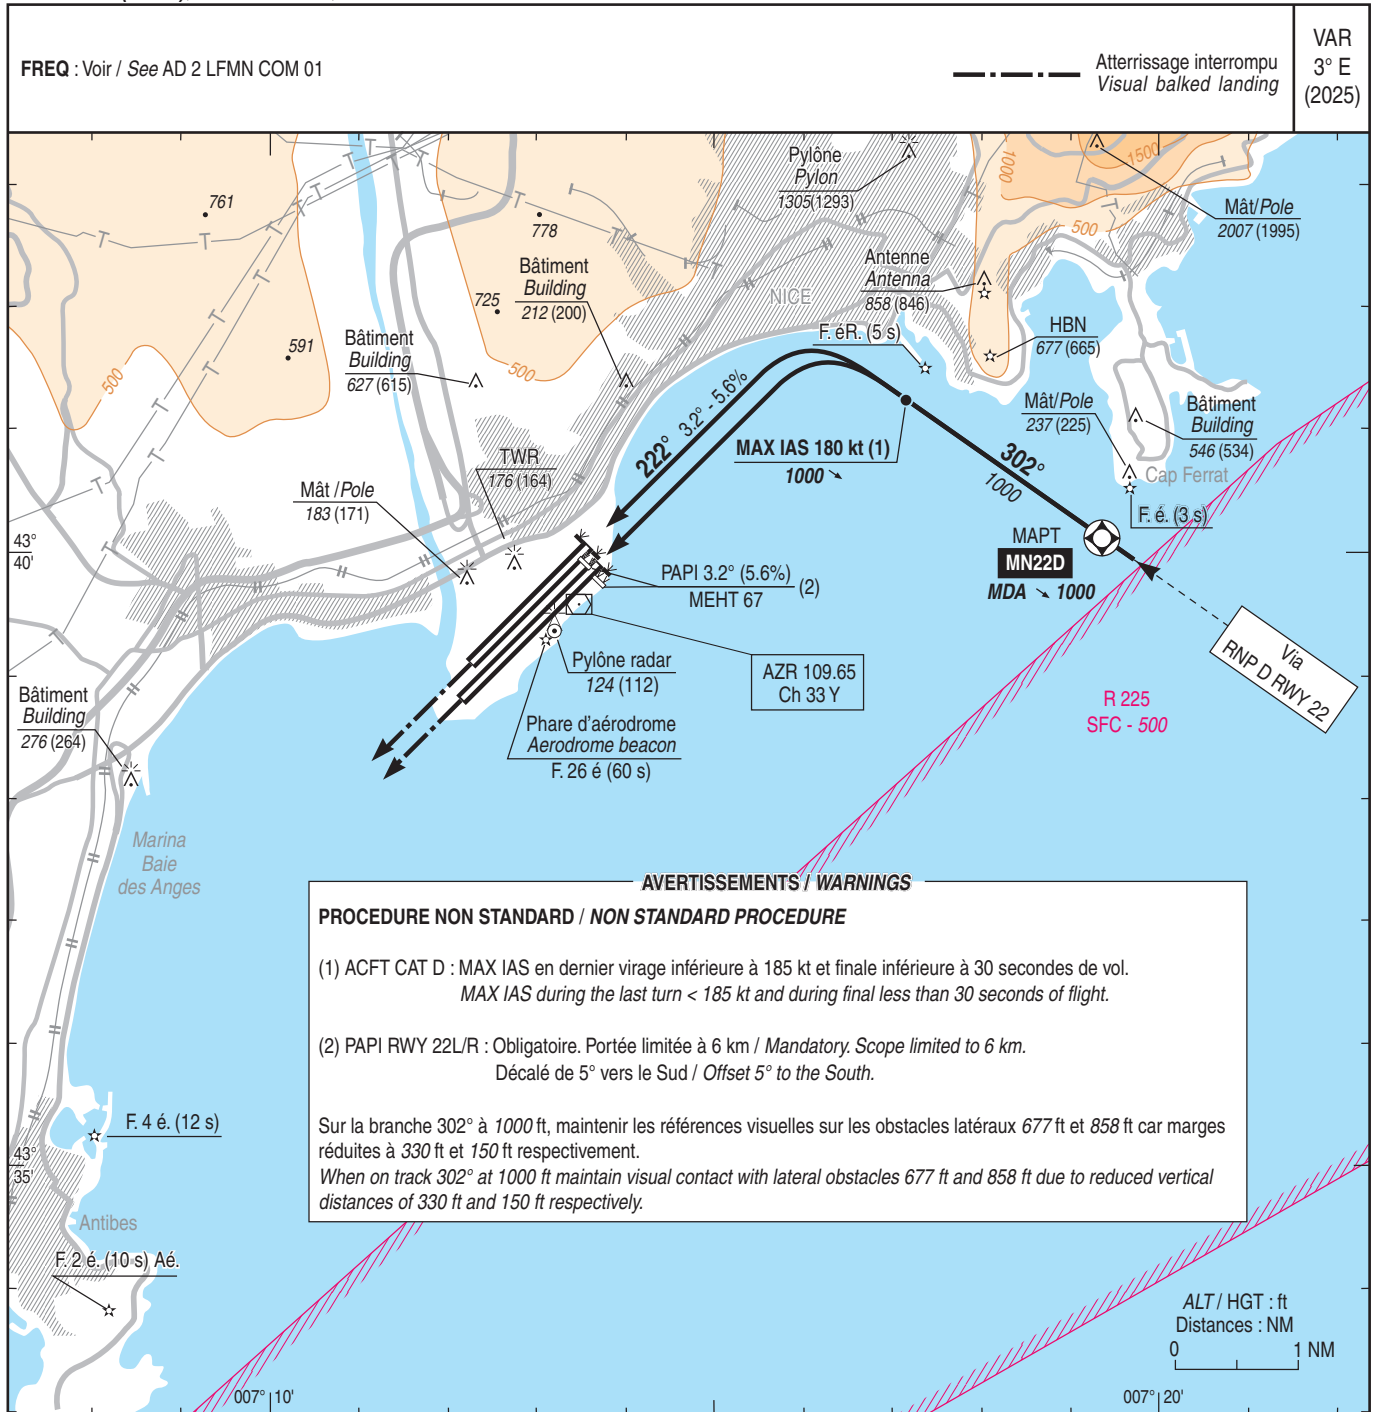 FREQ : Voir / See AD 2 LFMN COM 01
Atterrissage interrompu
Visual balked landing
VAR
3° E
(2025)
761
778
725
591
500
500
500
1000
1500
Pylône
Pylon
1305(1293)
Mât/Pole
2007 (1995)
Bâtiment
Building
212 (200)
Antenne
Antenna
858 (846)
NICE
Bâtiment
Building
627 (615)
F. éR. (5 s)
HBN
677 (665)
222°
3.2° - 5.6%
MAX IAS 180 kt (1)
1000 ↘
302°
1000
Mât/Pole
237 (225)
Bâtiment
Building
546 (534)
Cap Ferrat
F. é. (3 s)
TWR
176 (164)
Mât /Pole
183 (171)
43°
40'
MAPT
MN22D
MDA ↘ 1000
PAPI 3.2° (5.6%)
MEHT 67
(2)
Via
RNP D RWY 22
Pylône radar
124 (112)
AZR 109.65
Ch 33 Y
R 225
SFC - 500
Bâtiment
Building
276 (264)
Phare d'aérodrome
Aerodrome beacon
F. 26 é (60 s)
Marina
Baie
des Anges
AVERTISSEMENTS / WARNINGS
PROCEDURE NON STANDARD / NON STANDARD PROCEDURE
(1) ACFT CAT D : MAX IAS en dernier virage inférieure à 185 kt et finale inférieure à 30 secondes de vol.
MAX IAS during the last turn < 185 kt and during final less than 30 seconds of flight.
(2) PAPI RWY 22L/R : Obligatoire. Portée limitée à 6 km / Mandatory. Scope limited to 6 km.
Décalé de 5° vers le Sud / Offset 5° to the South.
Sur la branche 302° à 1000 ft, maintenir les références visuelles sur les obstacles latéraux 677 ft et 858 ft car marges
réduites à 330 ft et 150 ft respectivement.
When on track 302° at 1000 ft maintain visual contact with lateral obstacles 677 ft and 858 ft due to reduced vertical
distances of 330 ft and 150 ft respectively.
F. 4 é. (12 s)
43°
35'
Antibes
F. 2 é. (10 s) Aé.
ALT / HGT : ft
Distances : NM
0 1 NM
007° 10'
007° 20'